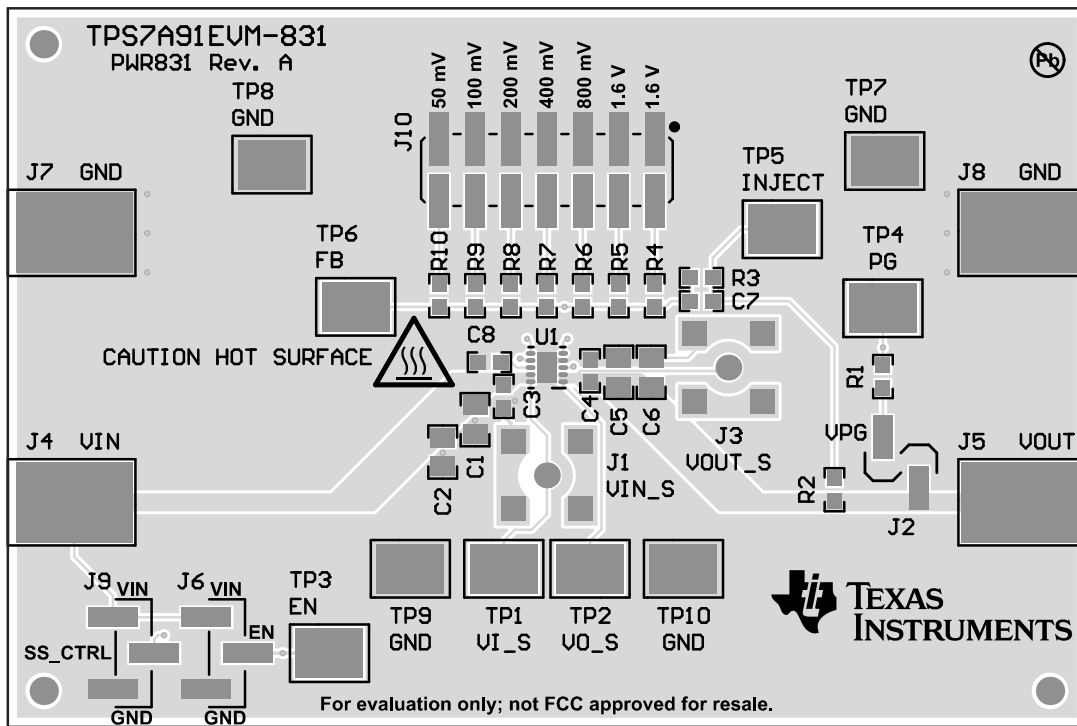 TPS7A91EVM-831
PWR831 Rev. A
Pb
50 mV
100 mV
200 mV
400 mV
800 mV
1.6 V
1.6 V
J10
TP8
GND
TP7
GND
TP5
INJECT
J7 GND
J8 GND
TP6
FB
TP4
PG
R10
R9
R8
R7
R6
R5
R4
R3
C7
C8
U1
CAUTION HOT SURFACE
C3
C4
C5
C6
C1
C2
R1
VPG
J3
VOUT_S
J4 VIN
J1
VIN_S
R2
J2
J5 VOUT
J9
VIN
J6
VIN
TP3
EN
EN
SS_CTRL
GND
GND
TP9
GND
TP1
VI_S
TP2
VO_S
TP10
GND
TEXAS
INSTRUMENTS
For evaluation only; not FCC approved for resale.